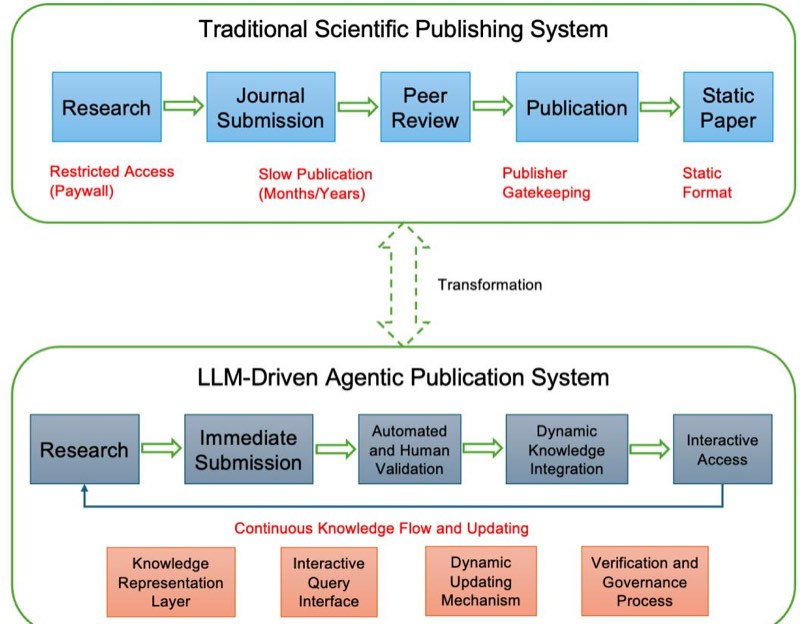 Traditional Scientific Publishing System
Research
Journal
Submission
Peer
Review
Publication
Static
Paper
Restricted Access
(Paywall)
Slow Publication
(Months/Years)
Publisher
Gatekeeping
Static
Format
Transformation
LLM-Driven Agentic Publication System
Research
Immediate
Submission
Automated
and Human
Validation
Dynamic
Knowledge
Integration
Interactive
Access
Continuous Knowledge Flow and Updating
Knowledge
Representation
Layer
Interactive
Query
Interface
Dynamic
Updating
Mechanism
Verification and
Governance
Process